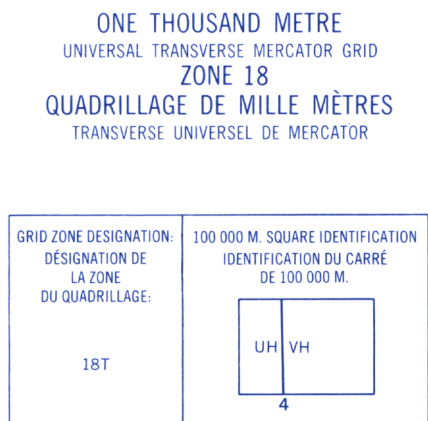 ONE THOUSAND METRE
UNIVERSAL TRANSVERSE MERCATOR GRID
ZONE 18
QUADRILLAGE DE MILLE MÈTRES
TRANSVERSE UNIVERSEL DE MERCATOR
GRID ZONE DESIGNATION:
DÉSIGNATION DE
LA ZONE
DU QUADRILLAGE:
18T
100 000 M. SQUARE IDENTIFICATION
IDENTIFICATION DU CARRÉ
DE 100 000 M.
UH VH
4